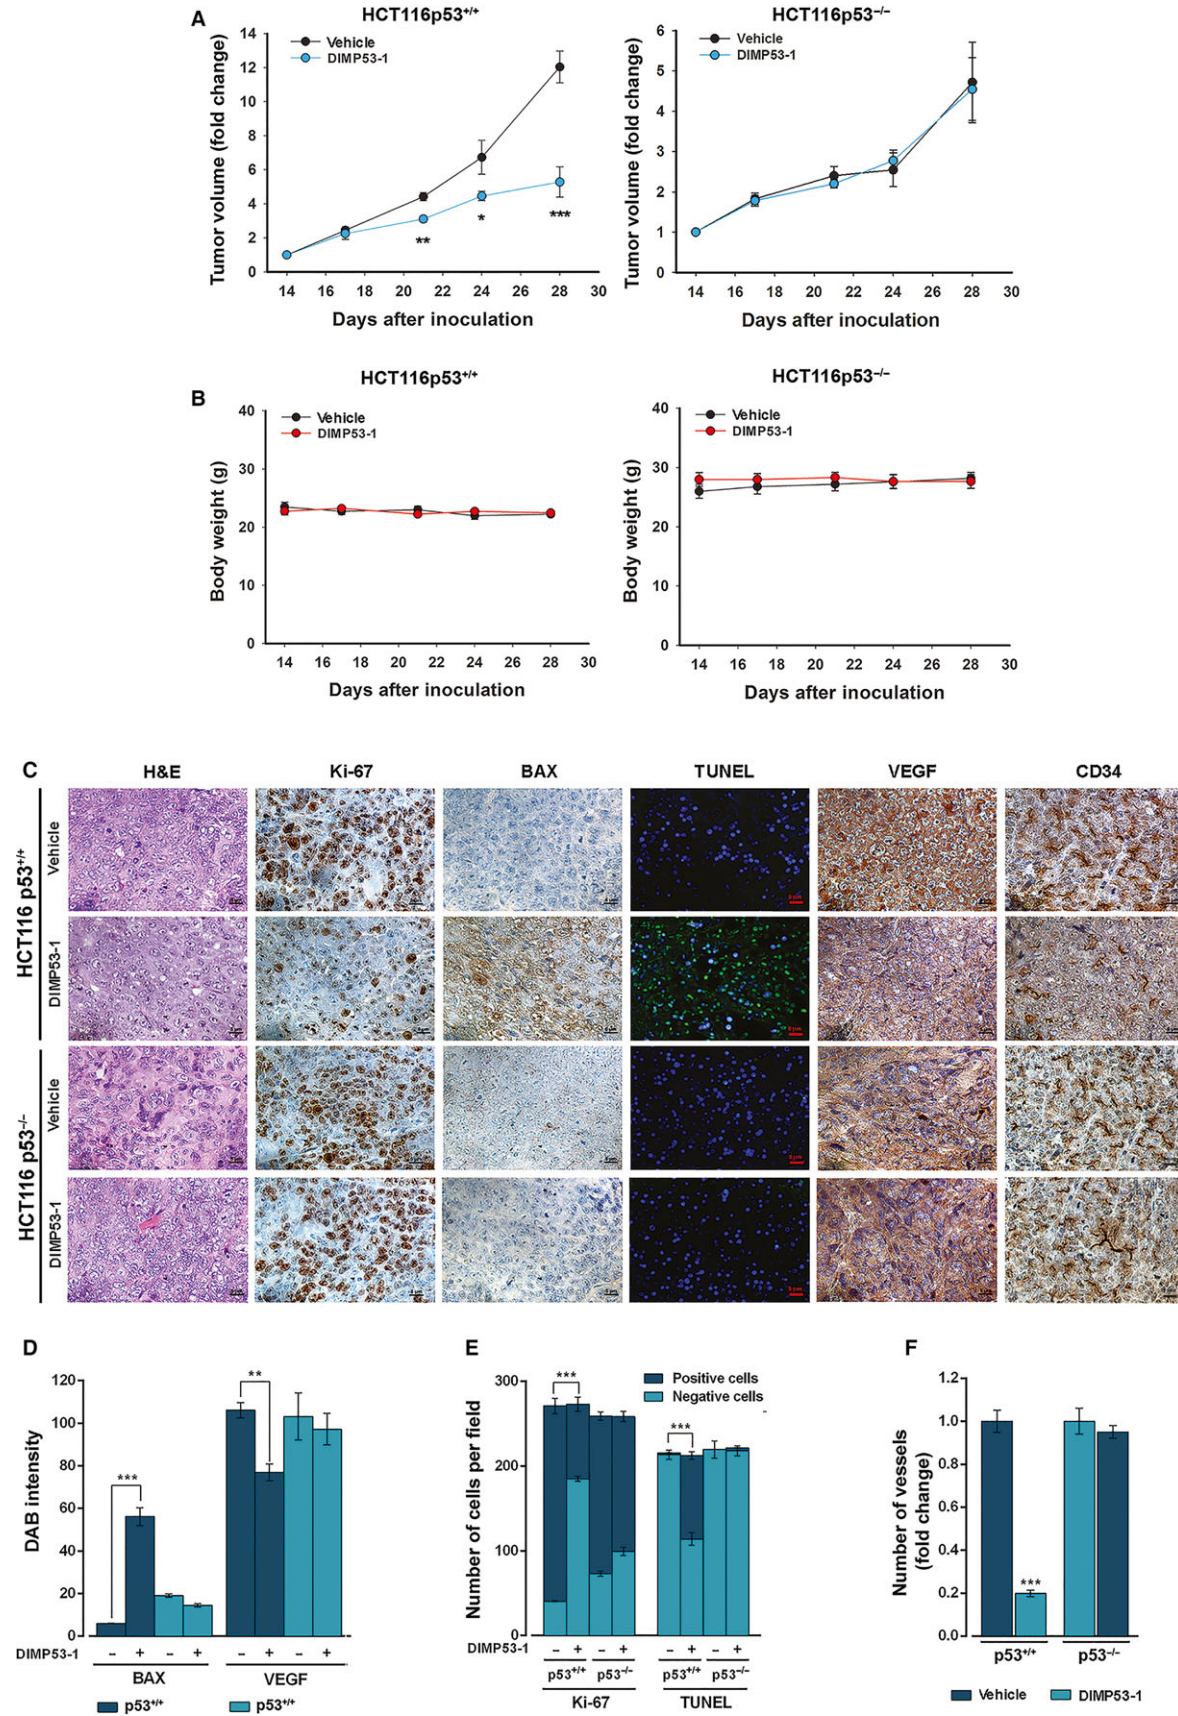 A
HCT116p53+/+
Vehicle
DIMP53-1
Tumor volume (fold change)
14
12
10
8
6
4
2
0
14 16 18 20 22 24 26 28 30
Days after inoculation
** * ***
HCT116p53−/−
Vehicle
DIMP53-1
Tumor volume (fold change)
6
5
4
3
2
1
0
14 16 18 20 22 24 26 28 30
Days after inoculation
B
HCT116p53+/+
Vehicle
DIMP53-1
Body weight (g)
40
30
20
10
0
14 16 18 20 22 24 26 28 30
Days after inoculation
HCT116p53−/−
Vehicle
DIMP53-1
Body weight (g)
40
30
20
10
0
14 16 18 20 22 24 26 28 30
Days after inoculation
C
H&E Ki-67 BAX TUNEL VEGF CD34
HCT116 p53+/+
Vehicle
DIMP53-1
HCT116 p53−/−
Vehicle
DIMP53-1
D
DAB intensity
120
100
80
60
40
20
0
***
**
DIMP53-1 – + – + – + – +
BAX VEGF
p53+/+ p53+/+
E
Positive cells
Negative cells
Number of cells per field
300
200
100
0
***
***
DIMP53-1 – + – + – + – +
p53+/+ p53−/− p53+/+ p53−/−
Ki-67 TUNEL
F
Number of vessels
(fold change)
1.2
1.0
0.8
0.6
0.4
0.2
0.0
***
p53+/+ p53−/−
Vehicle DIMP53-1